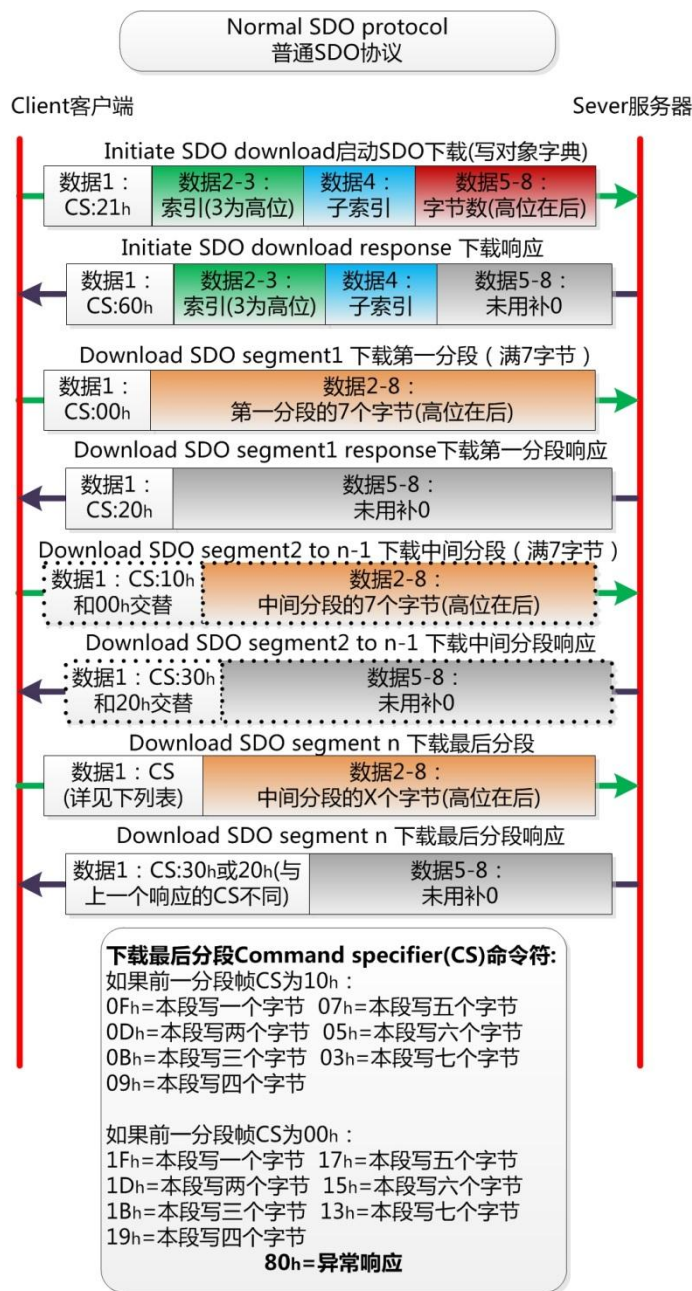 Normal SDO protocol
普通SDO协议
Client客户端
Sever服务器
Initiate SDO download启动SDO下载(写对象字典)
数据1：
CS:21h
数据2-3：
索引(3为高位)
数据4：
子索引
数据5-8：
字节数(高位在后)
Initiate SDO download response 下载响应
数据1：
CS:60h
数据2-3：
索引(3为高位)
数据4：
子索引
数据5-8：
未用补0
Download SDO segment1 下载第一分段（满7字节）
数据1：
CS:00h
数据2-8：
第一分段的7个字节(高位在后)
Download SDO segment1 response下载第一分段响应
数据1：
CS:20h
数据5-8：
未用补0
Download SDO segment2 to n-1 下载中间分段（满7字节）
数据1：CS:10h
和00h交替
数据2-8：
中间分段的7个字节(高位在后)
Download SDO segment2 to n-1 下载中间分段响应
数据1：CS:30h
和20h交替
数据5-8：
未用补0
Download SDO segment n 下载最后分段
数据1：CS
(详见下列表)
数据2-8：
中间分段的X个字节(高位在后)
Download SDO segment n 下载最后分段响应
数据1：CS:30h或20h(与
上一个响应的CS不同)
数据5-8：
未用补0
下载最后分段Command specifier(CS)命令符:
如果前一分段帧CS为10h：
0Fh=本段写一个字节 07h=本段写五个字节
0Dh=本段写两个字节 05h=本段写六个字节
0Bh=本段写三个字节 03h=本段写七个字节
09h=本段写四个字节
如果前一分段帧CS为00h：
1Fh=本段写一个字节 17h=本段写五个字节
1Dh=本段写两个字节 15h=本段写六个字节
1Bh=本段写三个字节 13h=本段写七个字节
19h=本段写四个字节
80h=异常响应